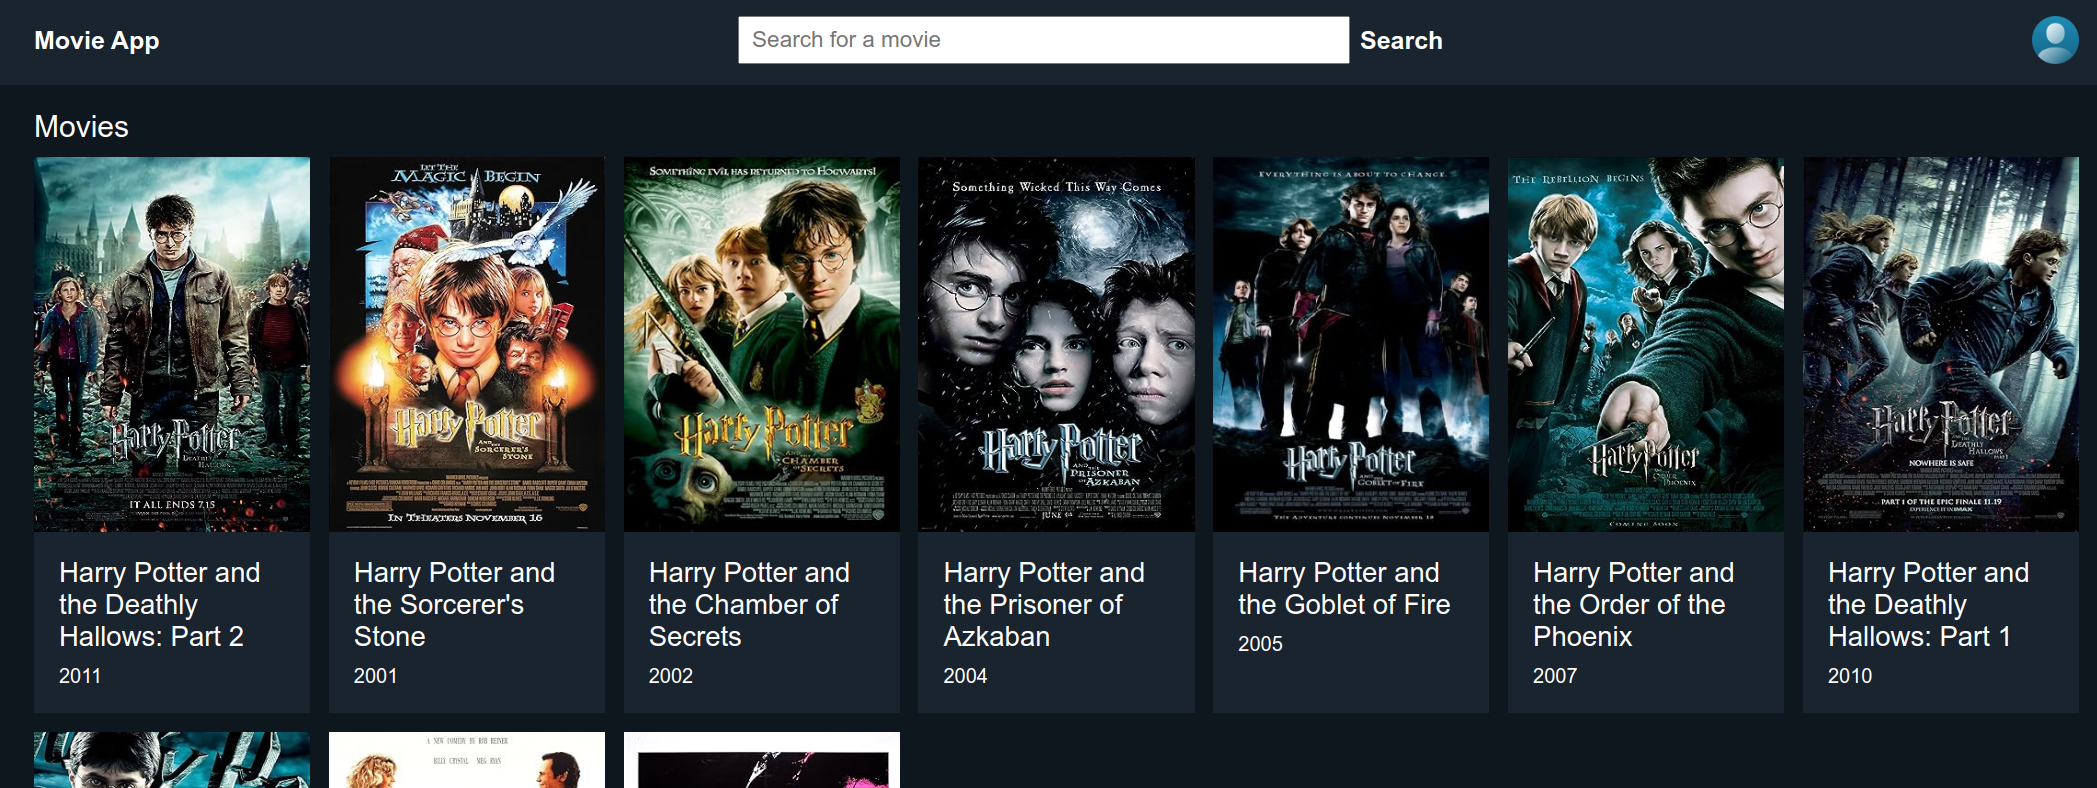 Movie App
Search for a movie
Search
Movies
IT ALL ENDS 7.15
Harry Potter
DEATHLY
HALLOWS
LET THE
MAGIC BEGIN
Harry Potter
AND THE
SORCERER'S
STONE
IN THEATERS NOVEMBER 16
SOMETHING EVIL HAS RETURNED TO HOGWARTS!
Harry Potter
AND THE
CHAMBER
OF SECRETS
Something Wicked This Way Comes
Harry Potter
AND THE
PRISONER
OF AZKABAN
JUNE 4
EVERYTHING IS ABOUT TO CHANGE.
Harry Potter
AND THE
GOBLET OF FIRE
THE ADVENTURE CONTINUES NOVEMBER 18
THE REBELLION BEGINS
Harry Potter
PHOENIX
COMING SOON
Harry Potter
DEATHLY
HALLOWS
PART 1
NOWHERE IS SAFE
PART 1 OF THE EPIC FINALE 11.19
EXPERIENCE IT IN IMAX
Harry Potter and
the Deathly
Hallows: Part 2
2011
Harry Potter and
the Sorcerer's
Stone
2001
Harry Potter and
the Chamber of
Secrets
2002
Harry Potter and
the Prisoner of
Azkaban
2004
Harry Potter and
the Goblet of Fire
2005
Harry Potter and
the Order of the
Phoenix
2007
Harry Potter and
the Deathly
Hallows: Part 1
2010
A NEW COMEDY BY ROB REINER
BILLY CRYSTAL MEG RYAN